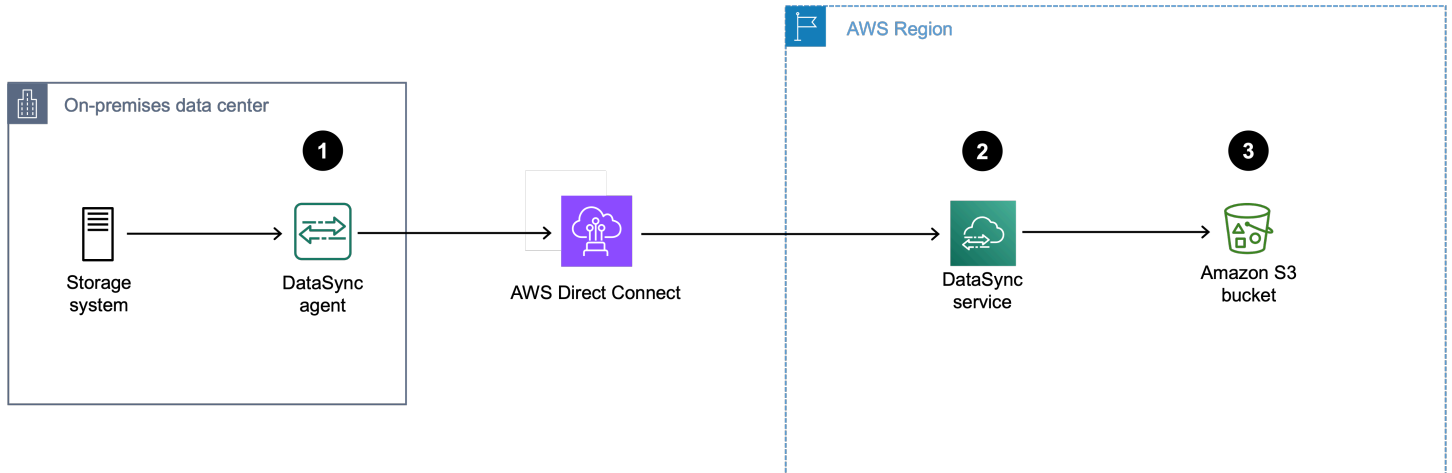 AWS Region
On-premises data center
1
2
3
Storage
system
DataSync
agent
AWS Direct Connect
DataSync
service
Amazon S3
bucket